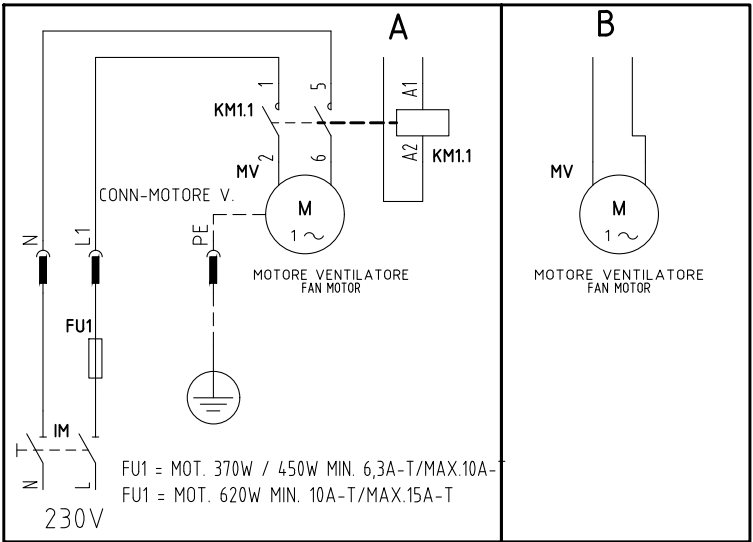 A
B
1
5
KM1.1
A1
A2
KM1.1
2
6
MV
MV
CONN-MOTORE V.
M
1
M
1
N
L1
PE
MOTORE VENTILATORE
FAN MOTOR
MOTORE VENTILATORE
FAN MOTOR
FU1
IM
FU1 = MOT. 370W / 450W MIN. 6,3A-T/MAX.10A-T
N
L
FU1 = MOT. 620W MIN. 10A-T/MAX.15A-T
230V